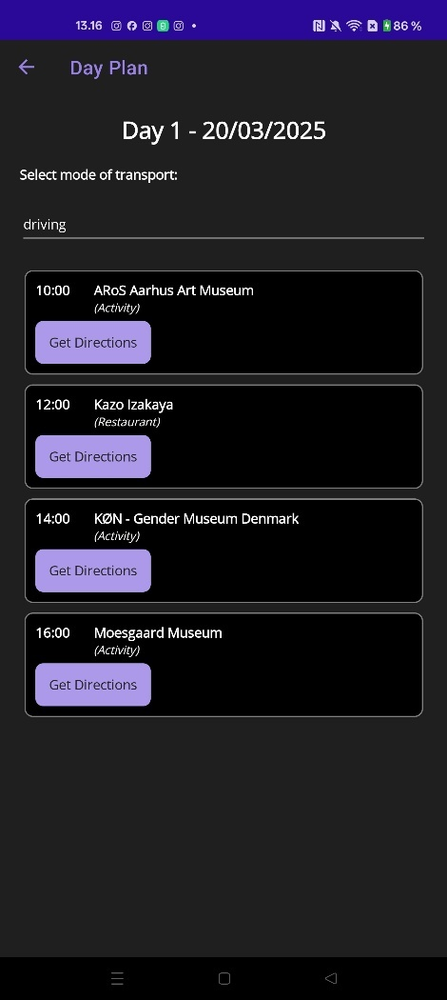 13.16
86 %
Day Plan
Day 1 - 20/03/2025
Select mode of transport:
driving
10:00 ARoS Aarhus Art Museum
(Activity)
Get Directions
12:00 Kazo Izakaya
(Restaurant)
Get Directions
14:00 KØN - Gender Museum Denmark
(Activity)
Get Directions
16:00 Moesgaard Museum
(Activity)
Get Directions